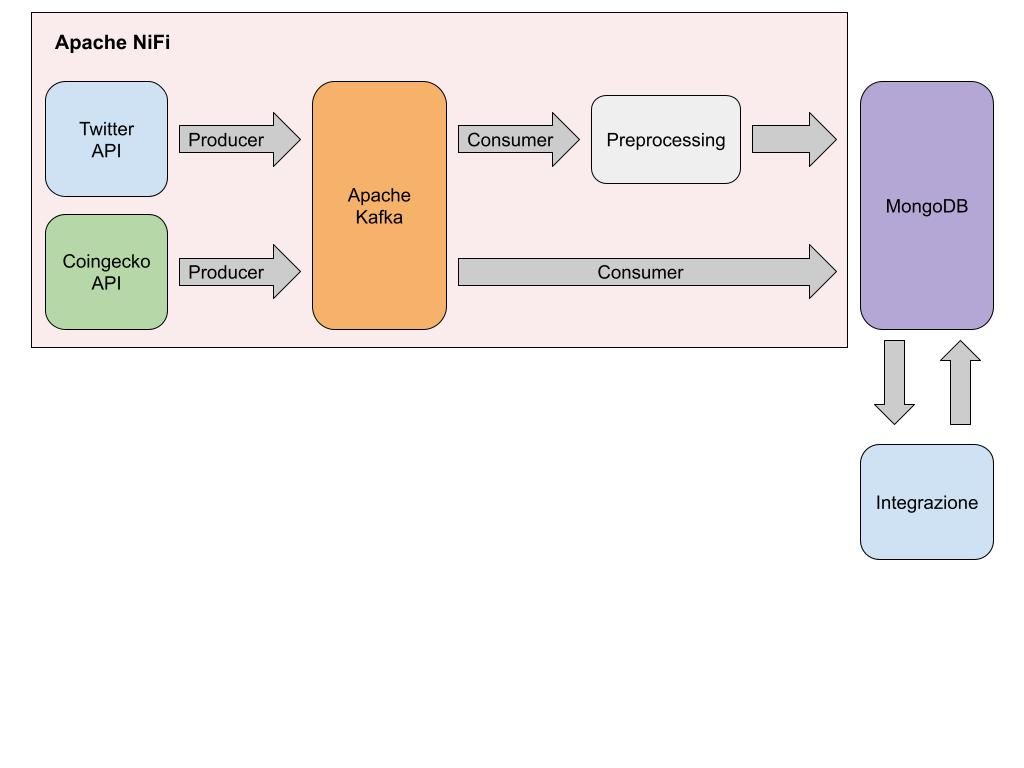 Apache NiFi
Twitter
API
Producer
Apache
Kafka
Consumer
Preprocessing
MongoDB
Coingecko
API
Producer
Consumer
Integrazione